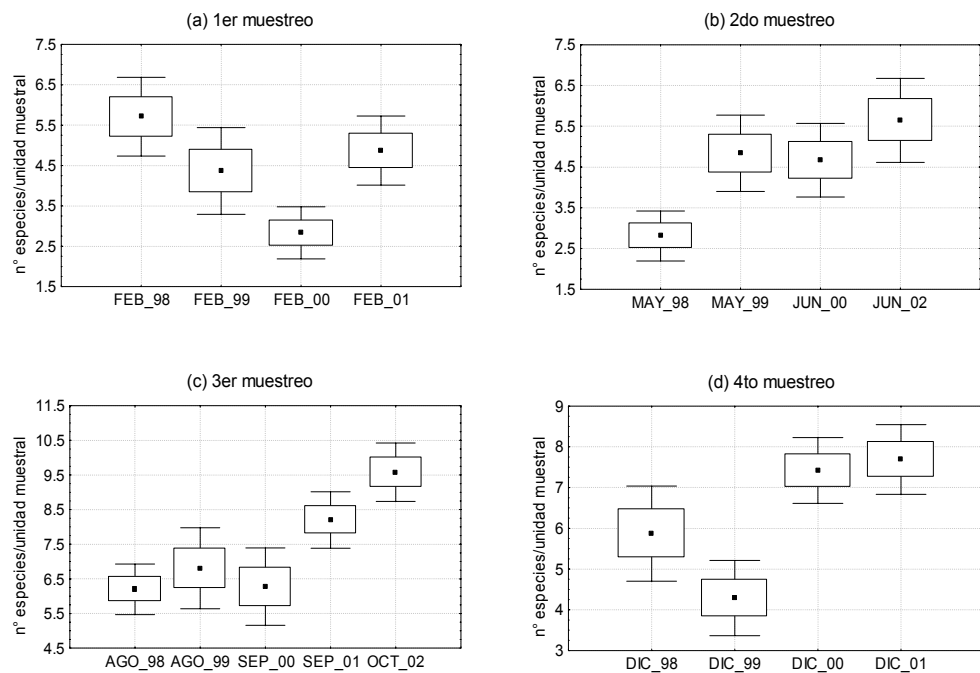 (a) 1er muestreo
n° especies/unidad muestral
7.5
6.5
5.5
4.5
3.5
2.5
1.5
FEB_98 FEB_99 FEB_00 FEB_01
(b) 2do muestreo
n° especies/unidad muestral
7.5
6.5
5.5
4.5
3.5
2.5
1.5
MAY_98 MAY_99 JUN_00 JUN_02
(c) 3er muestreo
n° especies/unidad muestral
11.5
10.5
9.5
8.5
7.5
6.5
5.5
4.5
AGO_98 AGO_99 SEP_00 SEP_01 OCT_02
(d) 4to muestreo
n° especies/unidad muestral
9
8
7
6
5
4
3
DIC_98 DIC_99 DIC_00 DIC_01